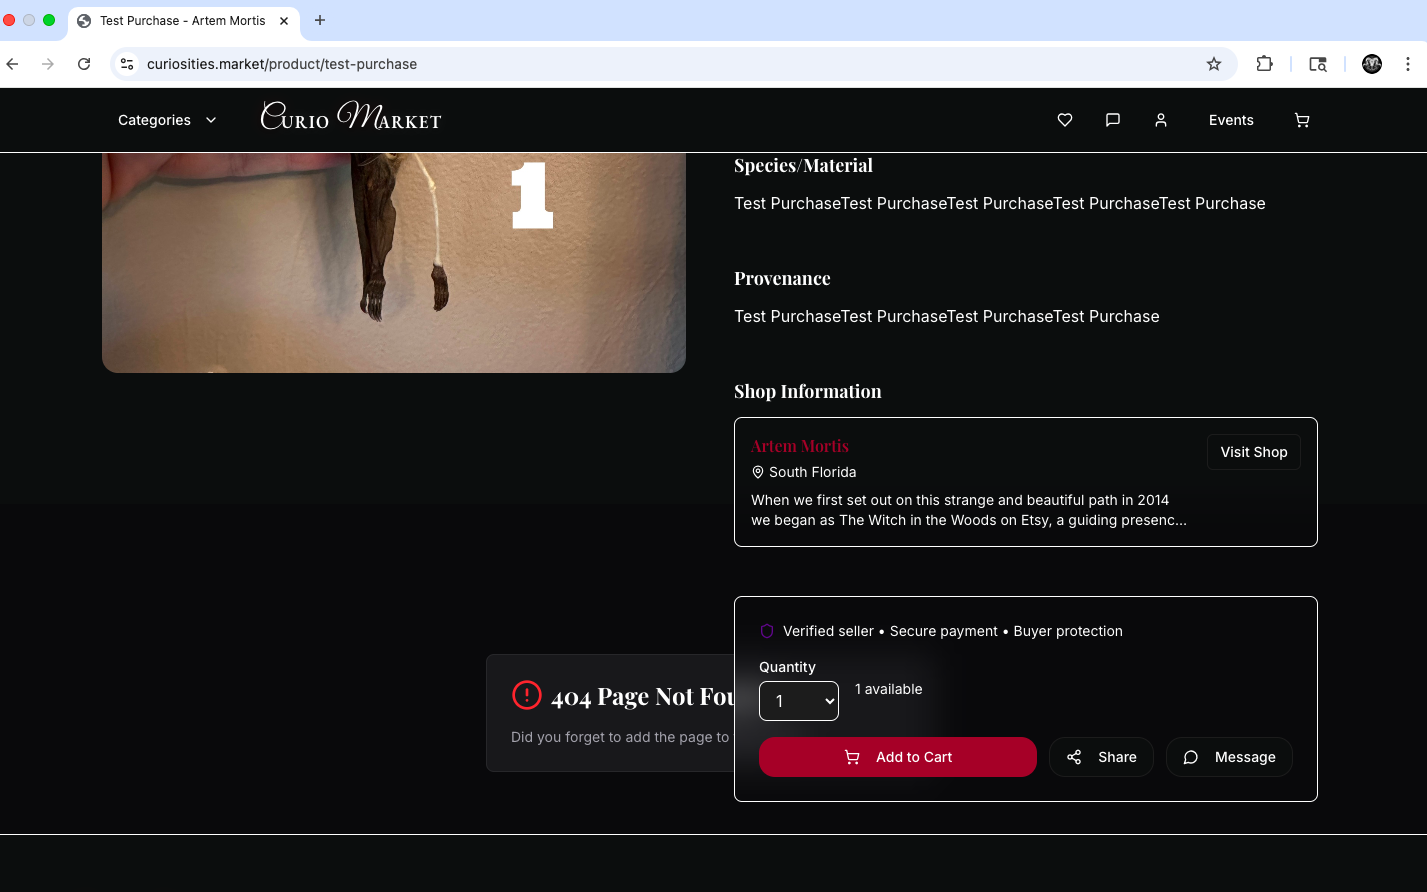 Test Purchase - Artem Mortis
curiosities.market/product/test-purchase
Categories
Curio Market
Events
1
Species/Material
Test PurchaseTest PurchaseTest PurchaseTest PurchaseTest Purchase
Provenance
Test PurchaseTest PurchaseTest PurchaseTest Purchase
Shop Information
Artem Mortis
Visit Shop
South Florida
When we first set out on this strange and beautiful path in 2014
we began as The Witch in the Woods on Etsy, a guiding presenc...
Verified seller • Secure payment • Buyer protection
Quantity
1
1 available
404 Page Not Fou
Did you forget to add the page to
Add to Cart
Share
Message